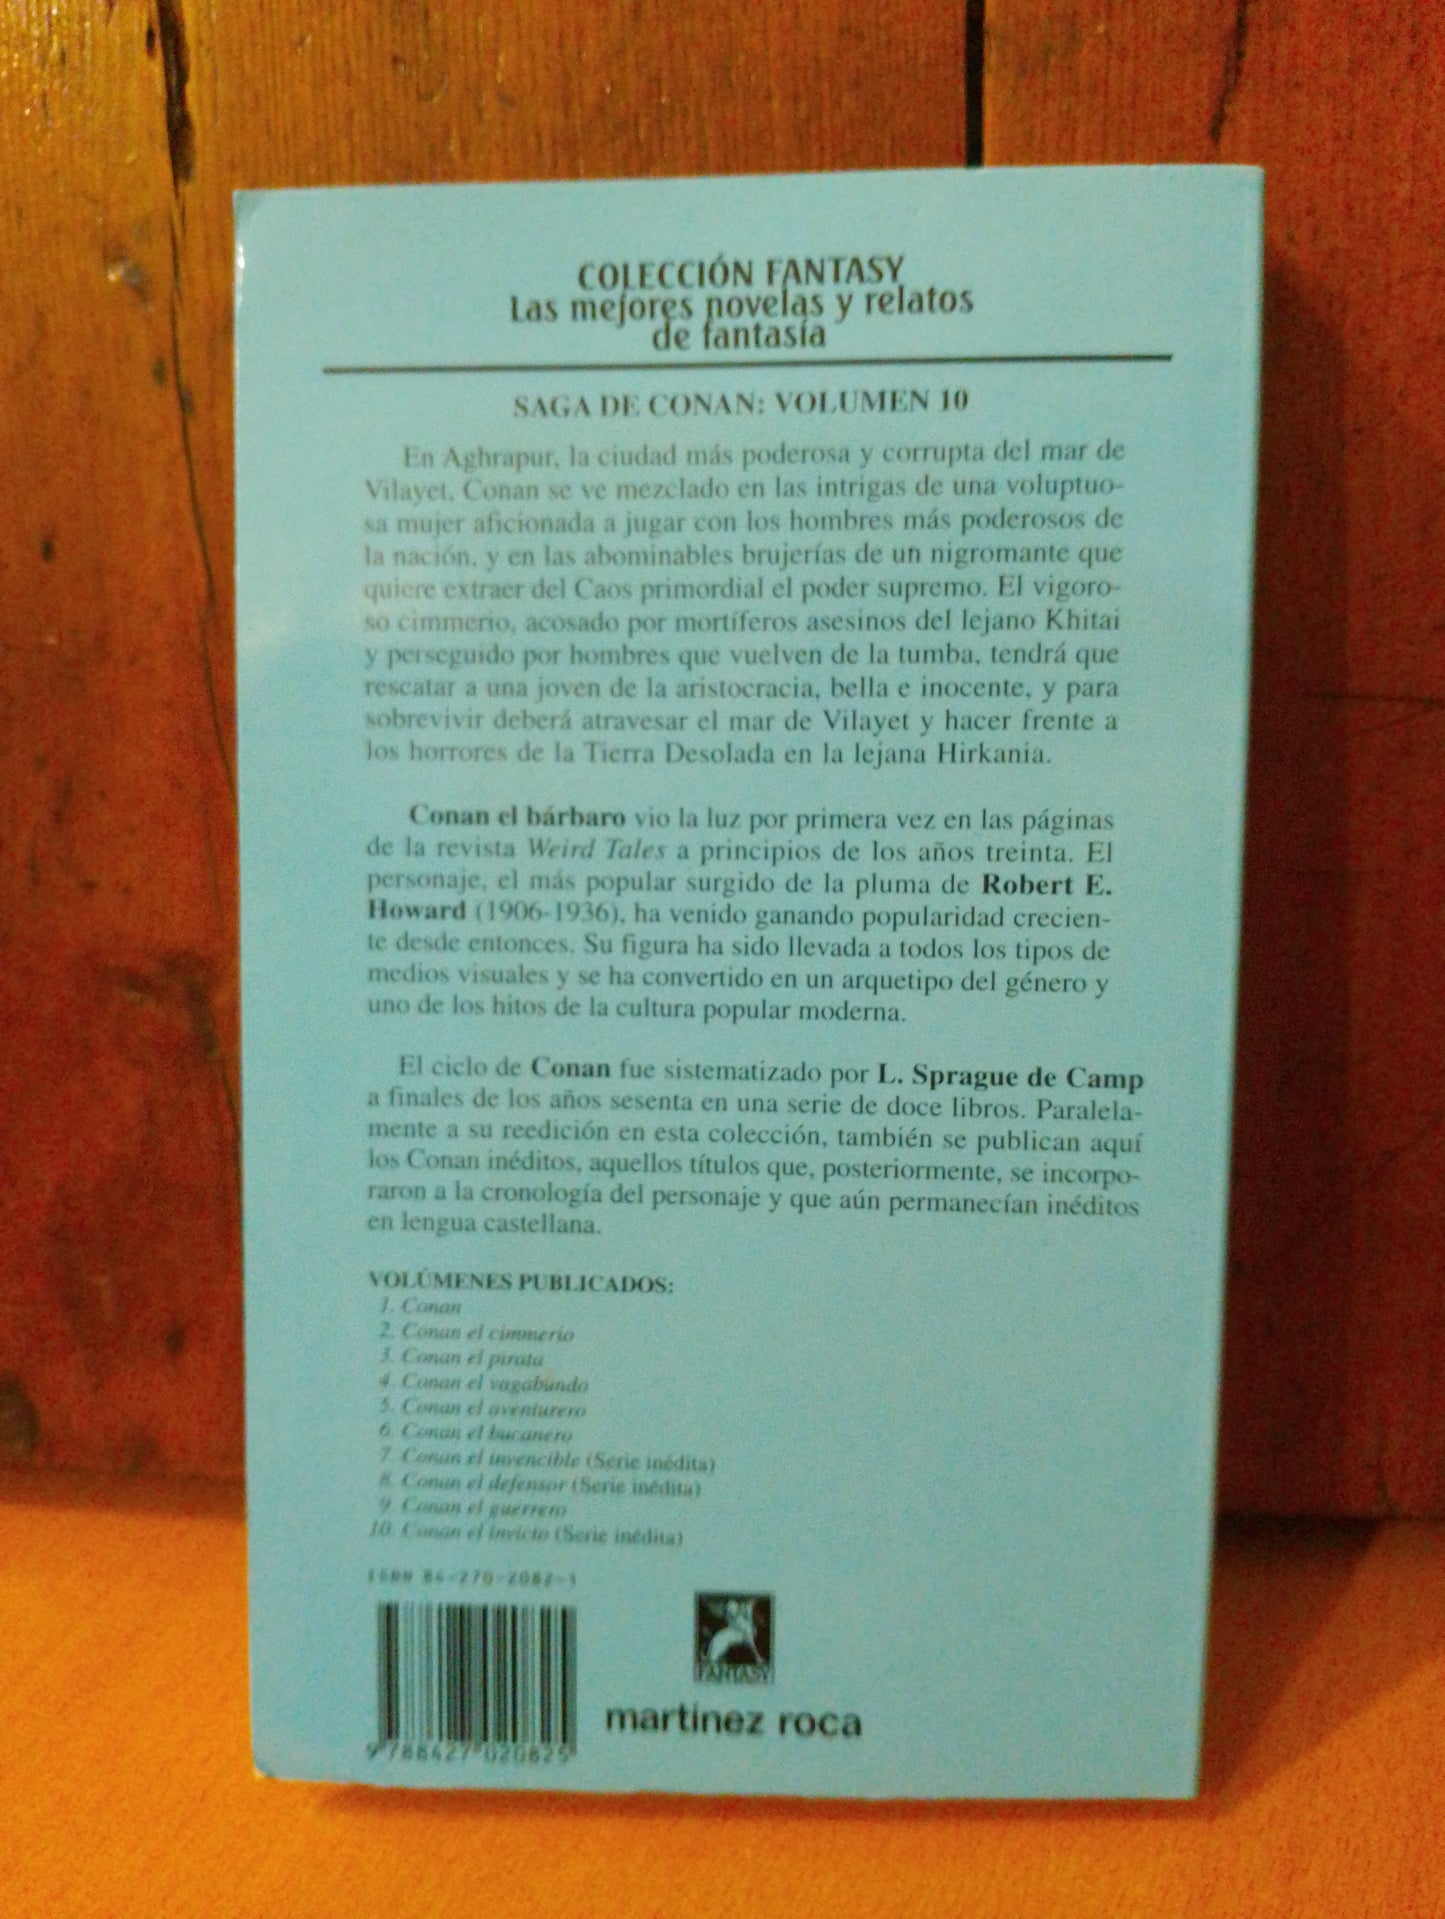 COLECCIÓN FANTASY
Las mejores novelas y relatos
de fantasía
SAGA DE CONAN: VOLUMEN 10
En Aghrapur, la ciudad más poderosa y corrupta del mar de
Vilayet, Conan se ve mezclado en las intrigas de una voluptuo-
sa mujer aficionada a jugar con los hombres más poderosos de
la nación, y en las abominables brujerías de un nigromante que
quiere extraer del Caos primordial el poder supremo. El vigoro-
so cimmerio, acosado por mortíferos asesinos del lejano Khitai
y perseguido por hombres que vuelven de la tumba, tendrá que
rescatar a una joven de la aristocracia, bella e inocente, y para
sobrevivir deberá atravesar el mar de Vilayet y hacer frente a
los horrores de la Tierra Desolada en la lejana Hirkania.
Conan el bárbaro vio la luz por primera vez en las páginas
de la revista Weird Tales a principios de los años treinta. El
personaje, el más popular surgido de la pluma de Robert E.
Howard (1906-1936), ha venido ganando popularidad crecien-
te desde entonces. Su figura ha sido llevada a todos los tipos de
medios visuales y se ha convertido en un arquetipo del género y
uno de los hitos de la cultura popular moderna.
El ciclo de Conan fue sistematizado por L. Sprague de Camp
a finales de los años sesenta en una serie de doce libros. Paralela-
mente a su reedición en esta colección, también se publican aquí
los Conan inéditos, aquellos títulos que, posteriormente, se incorpo-
raron a la cronología del personaje y que aún permanecían inéditos
en lengua castellana.
VOLÚMENES PUBLICADOS:
1. Conan
2. Conan el cimmerio
3. Conan el pirata
4. Conan el vagabundo
5. Conan el aventurero
6. Conan el bucanero
7. Conan el invencible (Serie inédita)
8. Conan el defensor (Serie inédita)
9. Conan el guerrero
10. Conan el invicto (Serie inédita)
ISBN 84-270-2082-1
FANTASY
martínez roca
9 788427 020825